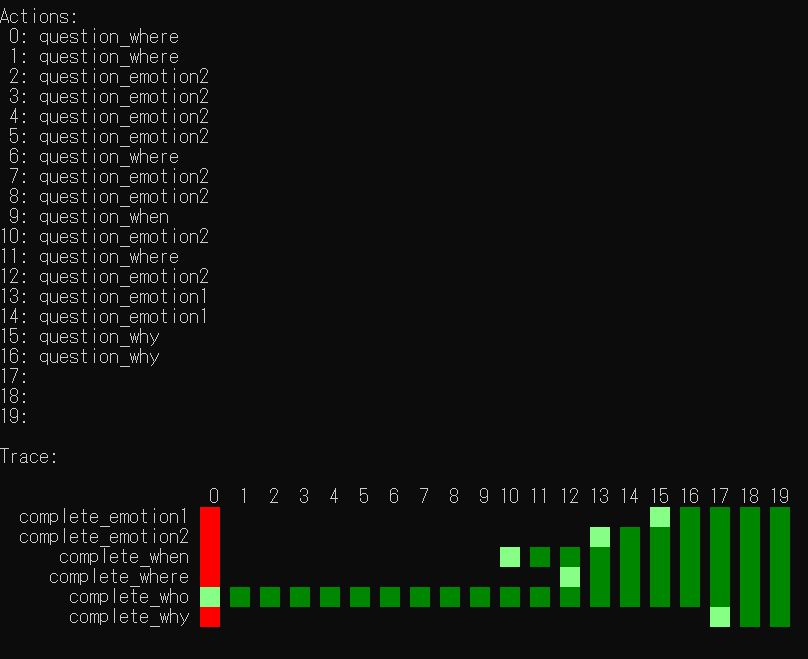 Actions:
0: question_where
1: question_where
2: question_emotion2
3: question_emotion2
4: question_emotion2
5: question_emotion2
6: question_where
7: question_emotion2
8: question_emotion2
9: question_when
10: question_emotion2
11: question_where
12: question_emotion2
13: question_emotion1
14: question_emotion1
15: question_why
16: question_why
17:
18:
19:
Trace:
0 1 2 3 4 5 6 7 8 9 10 11 12 13 14 15 16 17 18 19
complete_emotion1
complete_emotion2
complete_when
complete_where
complete_who
complete_why